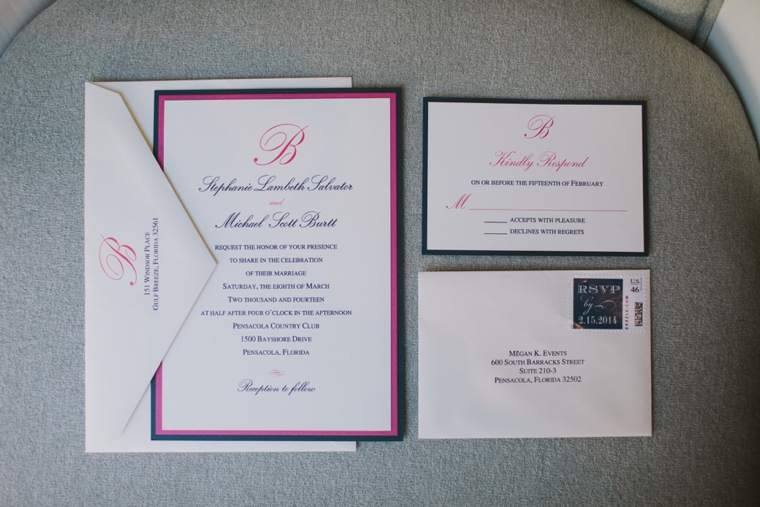 B
151 Windsor Place
Gulf Breeze, Florida 32561
B
Stephanie Lambeth Salvator
and
Michael Scott Burtt
request the honor of your presence
to share in the celebration
of their marriage
Saturday, the eighth of March
Two thousand and fourteen
at half after four o'clock in the afternoon
Pensacola Country Club
1500 Bayshore Drive
Pensacola, Florida
Reception to follow
B
Kindly Respond
on or before the fifteenth of February
M
accepts with pleasure
declines with regrets
RSVP
by
2.15.2014
US
46
Mégan K. Events
600 South Barracks Street
Suite 210-3
Pensacola, Florida 32502